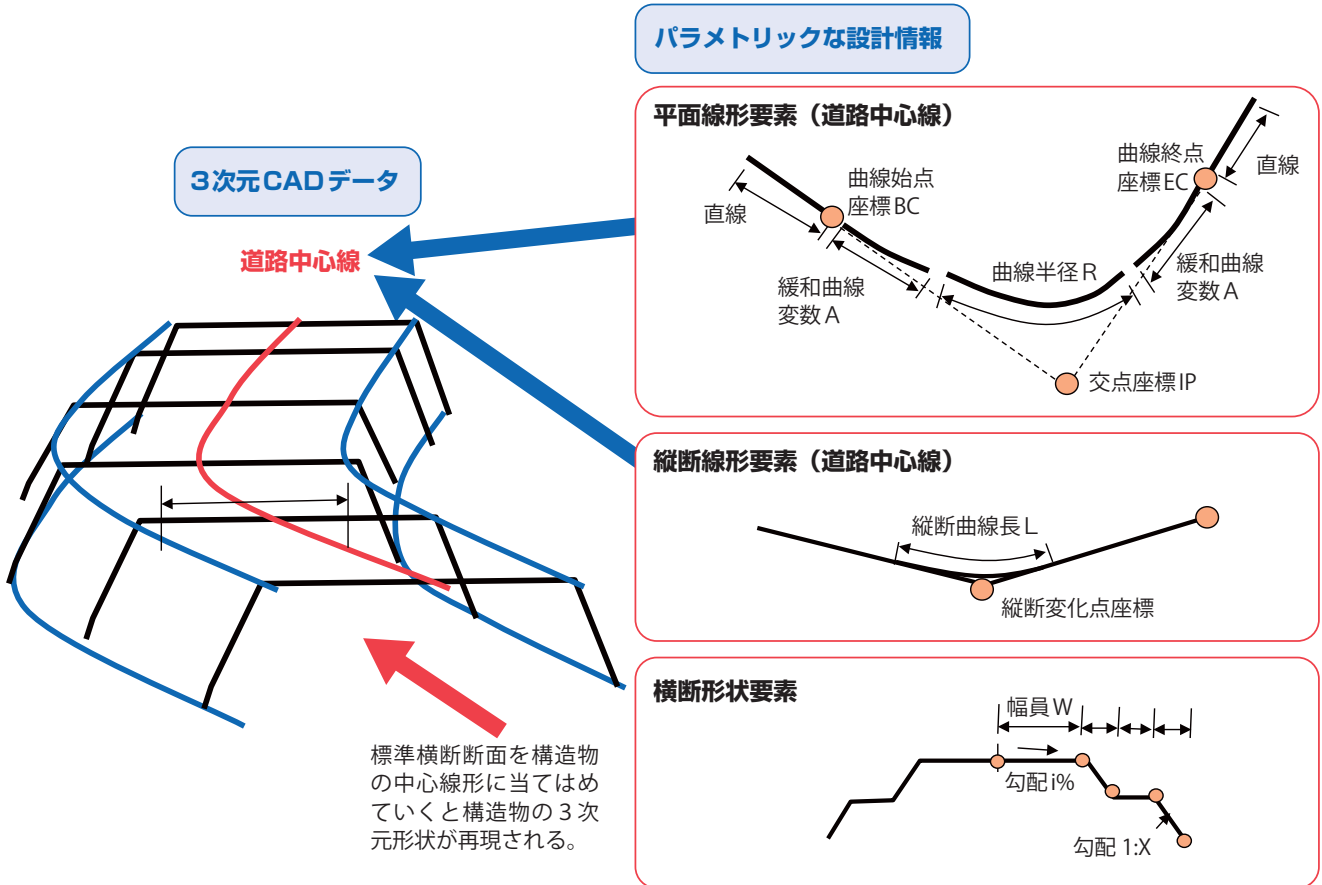 パラメトリックな設計情報
3次元CADデータ
道路中心線
標準横断断面を構造物
の中心線形に当てはめ
ていくと構造物の3次
元形状が再現される。
平面線形要素（道路中心線）
直線
曲線始点
座標BC
緩和曲線
変数A
曲線半径R
曲線終点
座標EC
直線
緩和曲線
変数A
交点座標IP
縦断線形要素（道路中心線）
縦断曲線長L
縦断変化点座標
横断形状要素
幅員W
勾配i%
勾配 1:X